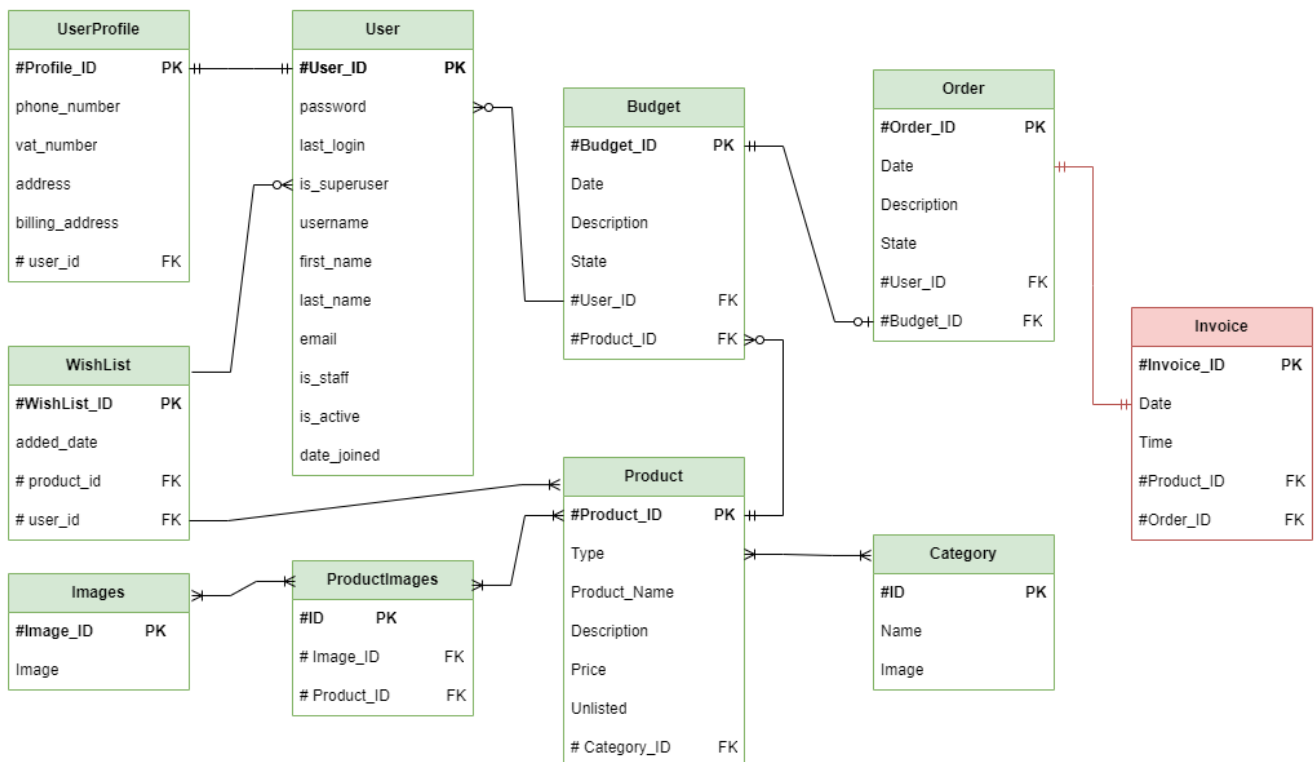 UserProfile
#Profile_ID PK
phone_number
vat_number
address
billing_address
# user_id FK
User
#User_ID PK
password
last_login
is_superuser
username
first_name
last_name
email
is_staff
is_active
date_joined
Budget
#Budget_ID PK
Date
Description
State
#User_ID FK
#Product_ID FK
Order
#Order_ID PK
Date
Description
State
#User_ID FK
#Budget_ID FK
Invoice
#Invoice_ID PK
Date
Time
#Product_ID FK
#Order_ID FK
WishList
#WishList_ID PK
added_date
# product_id FK
# user_id FK
Images
#Image_ID PK
Image
ProductImages
#ID PK
# Image_ID FK
# Product_ID FK
Product
#Product_ID PK
Type
Product_Name
Description
Price
Unlisted
# Category_ID FK
Category
#ID PK
Name
Image